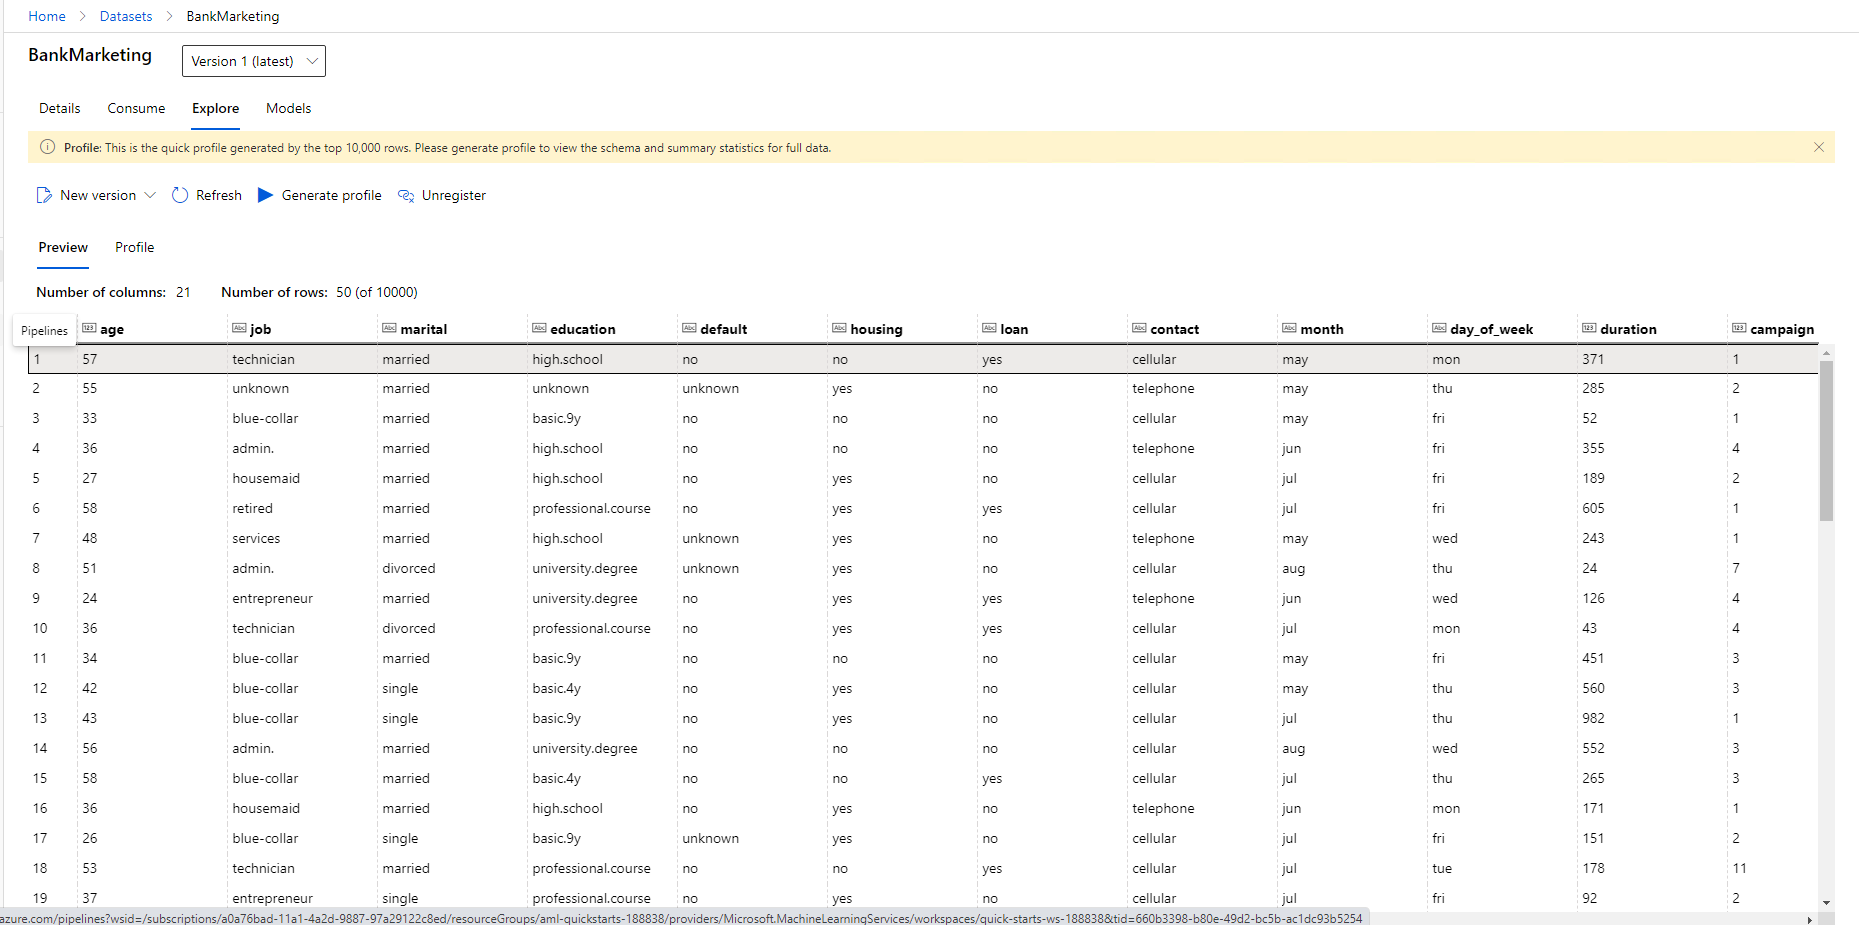 Home > Datasets > BankMarketing
BankMarketing Version 1 (latest)
Details Consume Explore Models
Profile: This is the quick profile generated by the top 10,000 rows. Please generate profile to view the schema and summary statistics for full data.
New version Refresh Generate profile Unregister
Preview Profile
Number of columns: 21 Number of rows: 50 (of 10000)
Pipelines 123 age Abc job Abc marital Abc education Abc default Abc housing Abc loan Abc contact Abc month Abc day_of_week 123 duration 123 campaign
1 57 technician married high.school no no yes cellular may mon 371 1
2 55 unknown married unknown unknown yes no telephone may thu 285 2
3 33 blue-collar married basic.9y no no no cellular may fri 52 1
4 36 admin. married high.school no no no telephone jun fri 355 4
5 27 housemaid married high.school no yes no cellular jul fri 189 2
6 58 retired married professional.course no yes yes cellular jul fri 605 1
7 48 services married high.school unknown yes no telephone may wed 243 1
8 51 admin. divorced university.degree unknown yes no cellular aug thu 24 7
9 24 entrepreneur married university.degree no yes yes telephone jun wed 126 4
10 36 technician divorced professional.course no yes yes cellular jul mon 43 4
11 34 blue-collar married basic.9y no no no cellular may fri 451 3
12 42 blue-collar single basic.4y no yes no cellular may thu 560 3
13 43 blue-collar single basic.9y no yes no cellular jul thu 982 1
14 56 admin. married university.degree no no no cellular aug wed 552 3
15 58 blue-collar married basic.4y no no yes cellular jul thu 265 3
16 36 housemaid married high.school no yes no telephone jun mon 171 1
17 26 blue-collar single basic.9y unknown yes no cellular jul fri 151 2
18 53 technician married professional.course no no yes cellular jul tue 178 11
19 37 entrepreneur single professional.course no yes no cellular jul fri 92 2
azure.com/pipelines?wsid=/subscriptions/a0a76bad-11a1-4a2d-9887-97a29122c8ed/resourceGroups/aml-quickstarts-188838/providers/Microsoft.MachineLearningServices/workspaces/quick-starts-ws-188838&tid=660b3398-b80e-49d2-bc5b-ac1dc93b5254